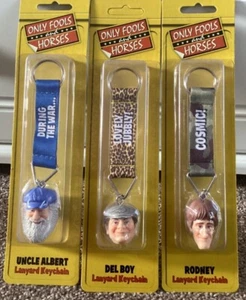 ONLY FOOLS
and
HORSES
DURING
THE WAR...
UNCLE ALBERT
Lanyard Keychain
ONLY FOOLS
and
HORSES
LOVELY
JUBBLY!
DEL BOY
Lanyard Keychain
ONLY FOOLS
and
HORSES
COSMIC!
RODNEY
Lanyard Keychain